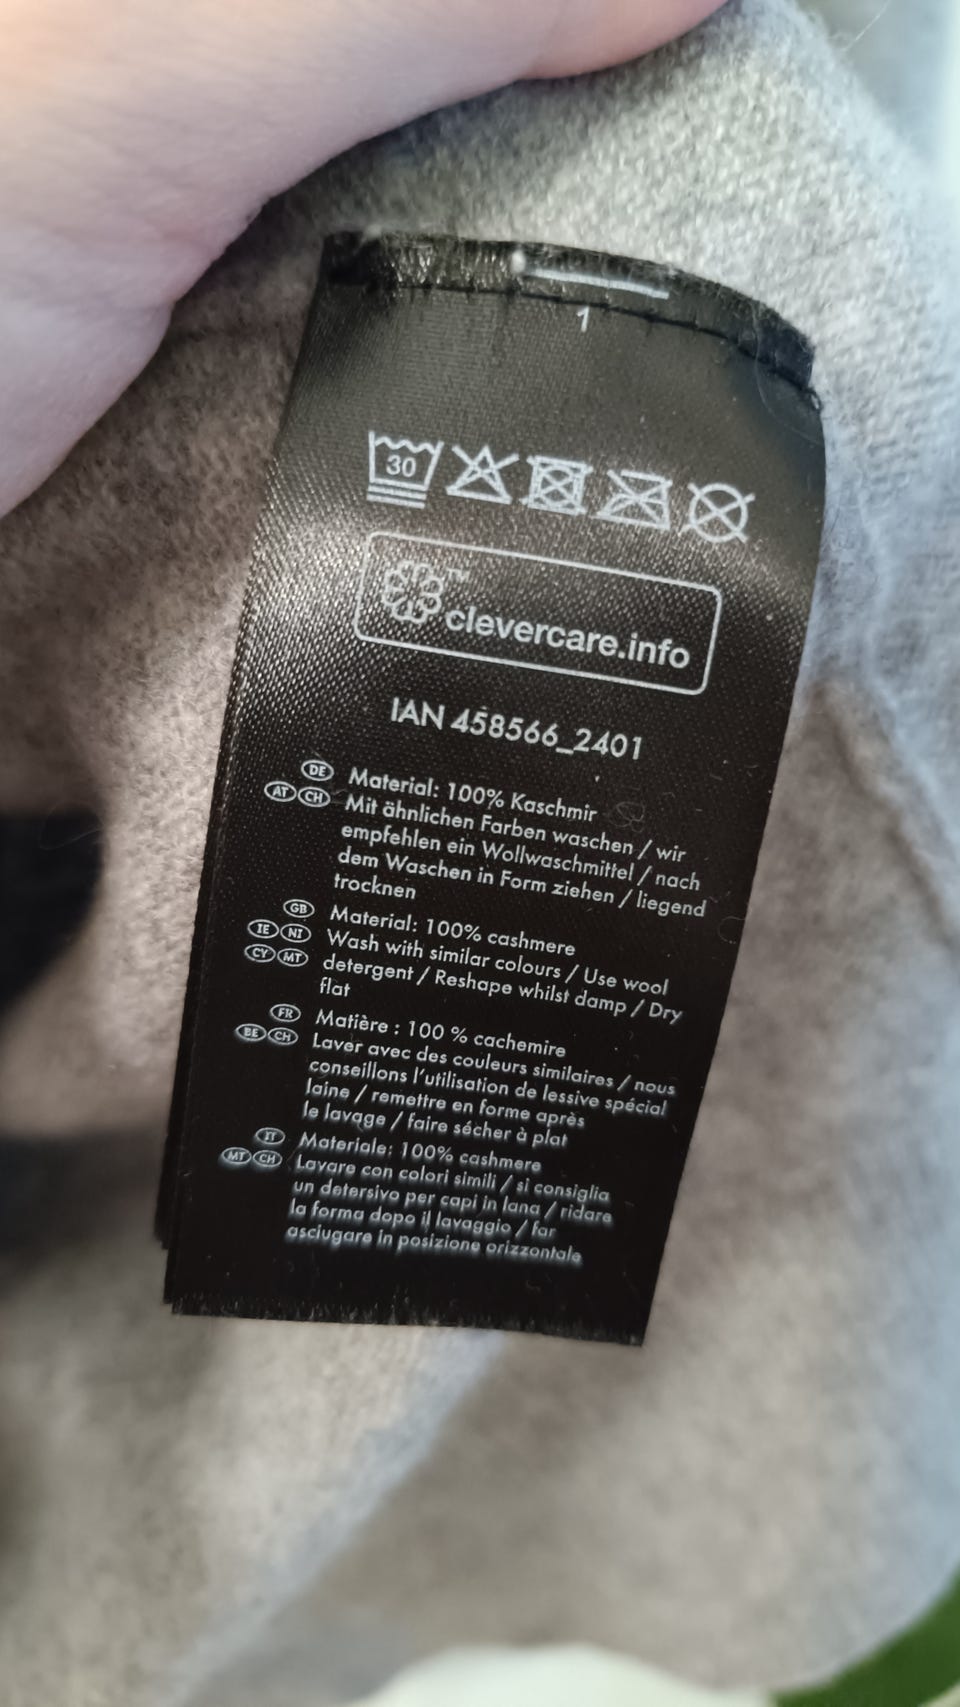 1
30
TM
clevercare.info
IAN 458566_2401
DE
AT CH
Material: 100% Kaschmir
Mit ähnlichen Farben waschen / wir
empfehlen ein Wollwaschmittel / nach
dem Waschen in Form ziehen / liegend
trocknen
GB
IE NI
CY MT
Material: 100% cashmere
Wash with similar colours / Use wool
detergent / Reshape whilst damp / Dry
flat
FR
BE CH
Matière : 100 % cachemire
Laver avec des couleurs similaires / nous
conseillons l'utilisation de lessive spécial
laine / remettre en forme après
le lavage / faire sécher à plat
IT
MT CH
Materiale: 100% cashmere
Lavare con colori simili / si consiglia
un detersivo per capi in lana / ridare
la forma dopo il lavaggio / far
asciugare in posizione orizzontale